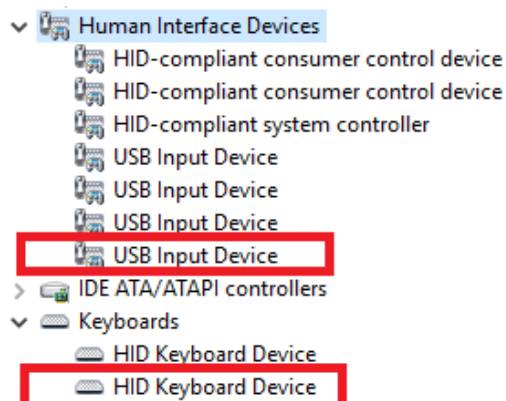 Human Interface Devices
HID-compliant consumer control device
HID-compliant consumer control device
HID-compliant system controller
USB Input Device
USB Input Device
USB Input Device
USB Input Device
IDE ATA/ATAPI controllers
Keyboards
HID Keyboard Device
HID Keyboard Device